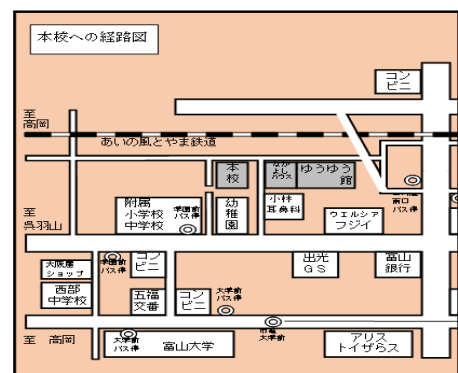 本校への経路図
コン
ビニ
至
高岡
あいの風とやま鉄道
本
校
なか
よし
ハウス
ゆうゆう
館
附属
小学校
中学校
学園前
バス停
幼
稚
園
小林
耳鼻科
ウエルシア
フジイ
前口
バス停
至
呉羽山
大阪屋
ショップ
学園前
バス停
コン
ビニ
出光
GS
富山
銀行
西部
中学校
五福
交番
コン
ビニ
大学前
バス停
大学前
至 高岡
大学前
バス停
富山大学
アリス
トイザらス